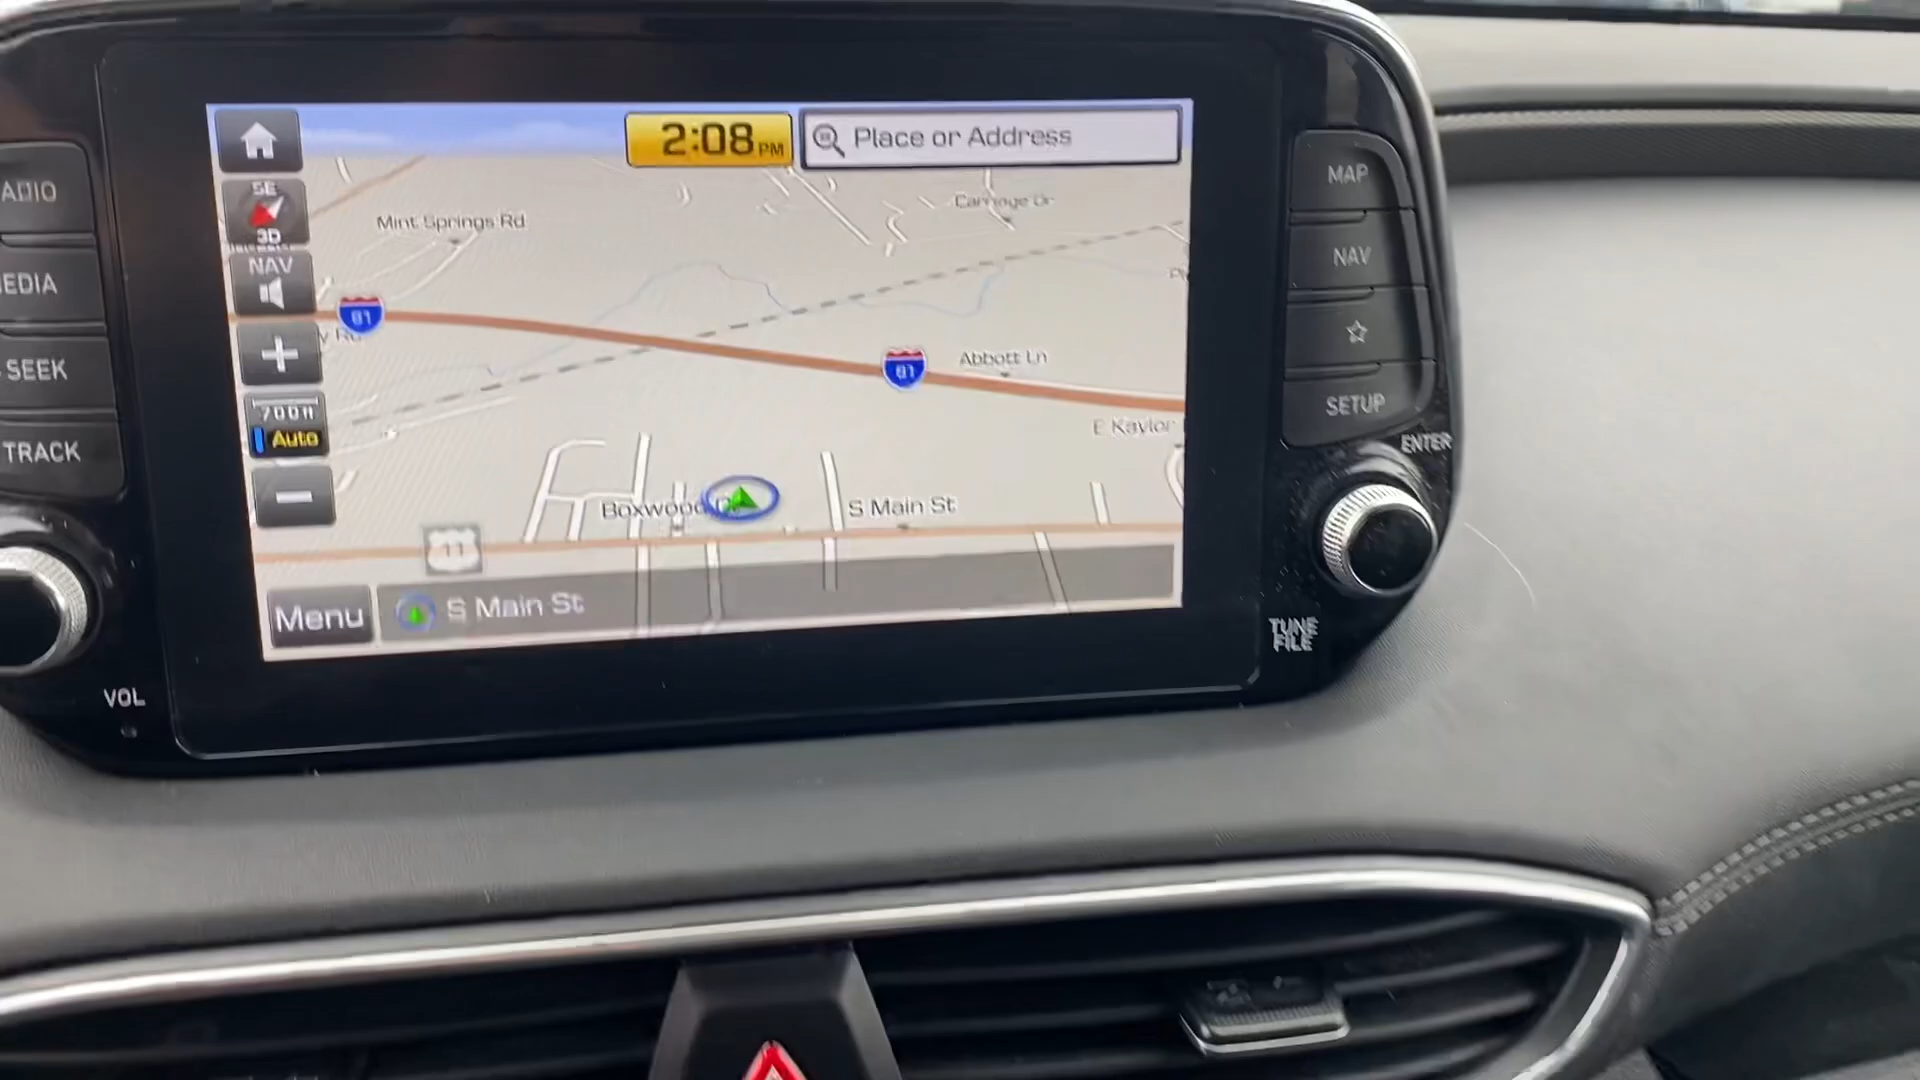 2:08 PM
Place or Address
SE
3D
NAV
Mint Springs Rd
Carriage Dr
81
81
Abbott Ln
E Kaylor
700ft
Auto
Boxwood
S Main St
11
Menu
S Main St
ADIO
EDIA
SEEK
TRACK
VOL
MAP
NAV
SETUP
ENTER
TUNE
FILE